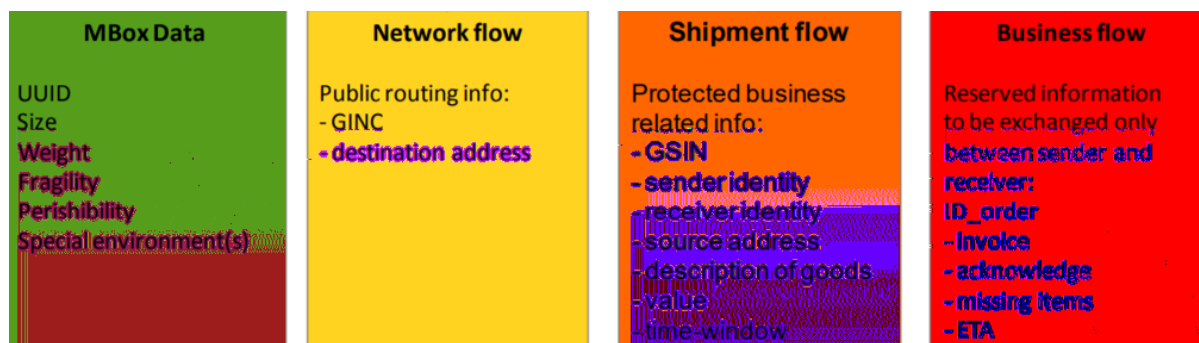 MBox Data
UUID
Size
Weight
Fragility
Perishibility
Special environment(s)
Network flow
Public routing info:
- GINC
- destination address
Shipment flow
Protected business
related info:
- GSIN
- sender identity
- receiver identity
- source address
- description of goods
- value
- time-window
Business flow
Reserved information
to be exchanged only
between sender and
receiver:
ID_order
- invoice
- acknowledge
- missing items
- ETA